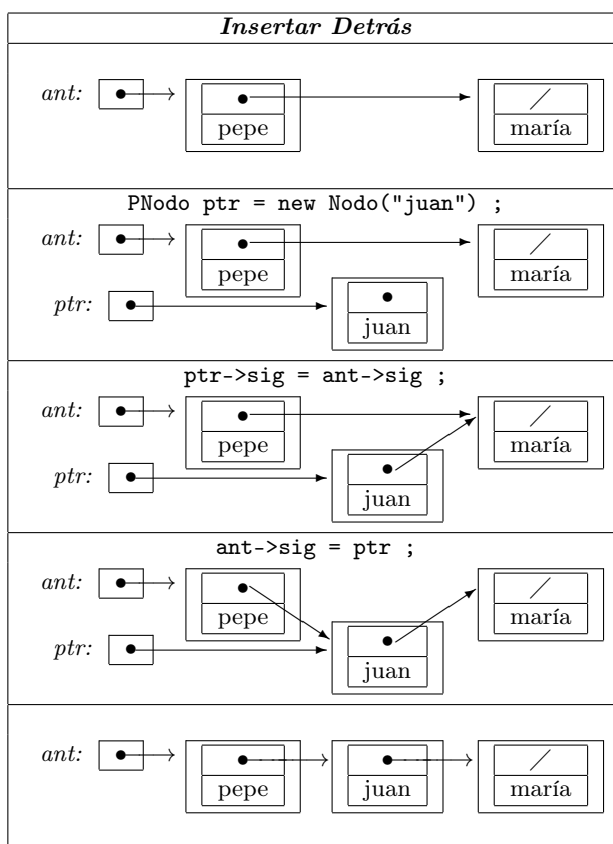 Insertar Detrás
ant:
pepe
maría
PNodo ptr = new Nodo("juan") ;
ant:
pepe
maría
ptr:
juan
ptr->sig = ant->sig ;
ant:
pepe
maría
ptr:
juan
ant->sig = ptr ;
ant:
pepe
maría
ptr:
juan
ant:
pepe juan maría